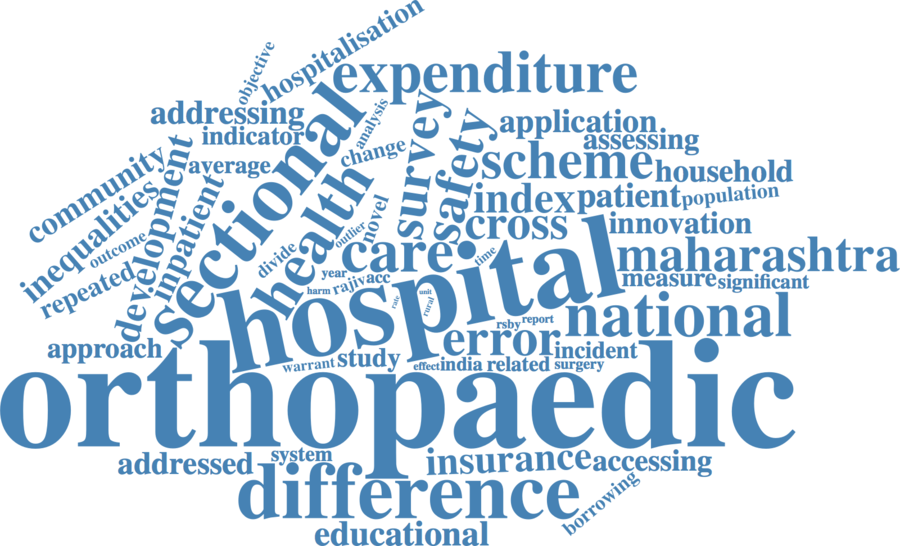 objective
hospitalisation
expenditure
addressing
indicator
analysis
application
assessing
survey
safety
change
average
community
sectional
scheme
household
development
inpatient
health
index
patient
population
inequalities
novel
cross
innovation
outcome
outlier
divide
care
maharashtra
time
repeated
year
rajiv
acc
measure
significant
harm
hospital
unit
rate
rural
national
rsby
report
error
approach
study
incident
warrant
effect
india
related
surgery
orthopaedic
addressed
system
insurance
accessing
difference
borrowing
educational